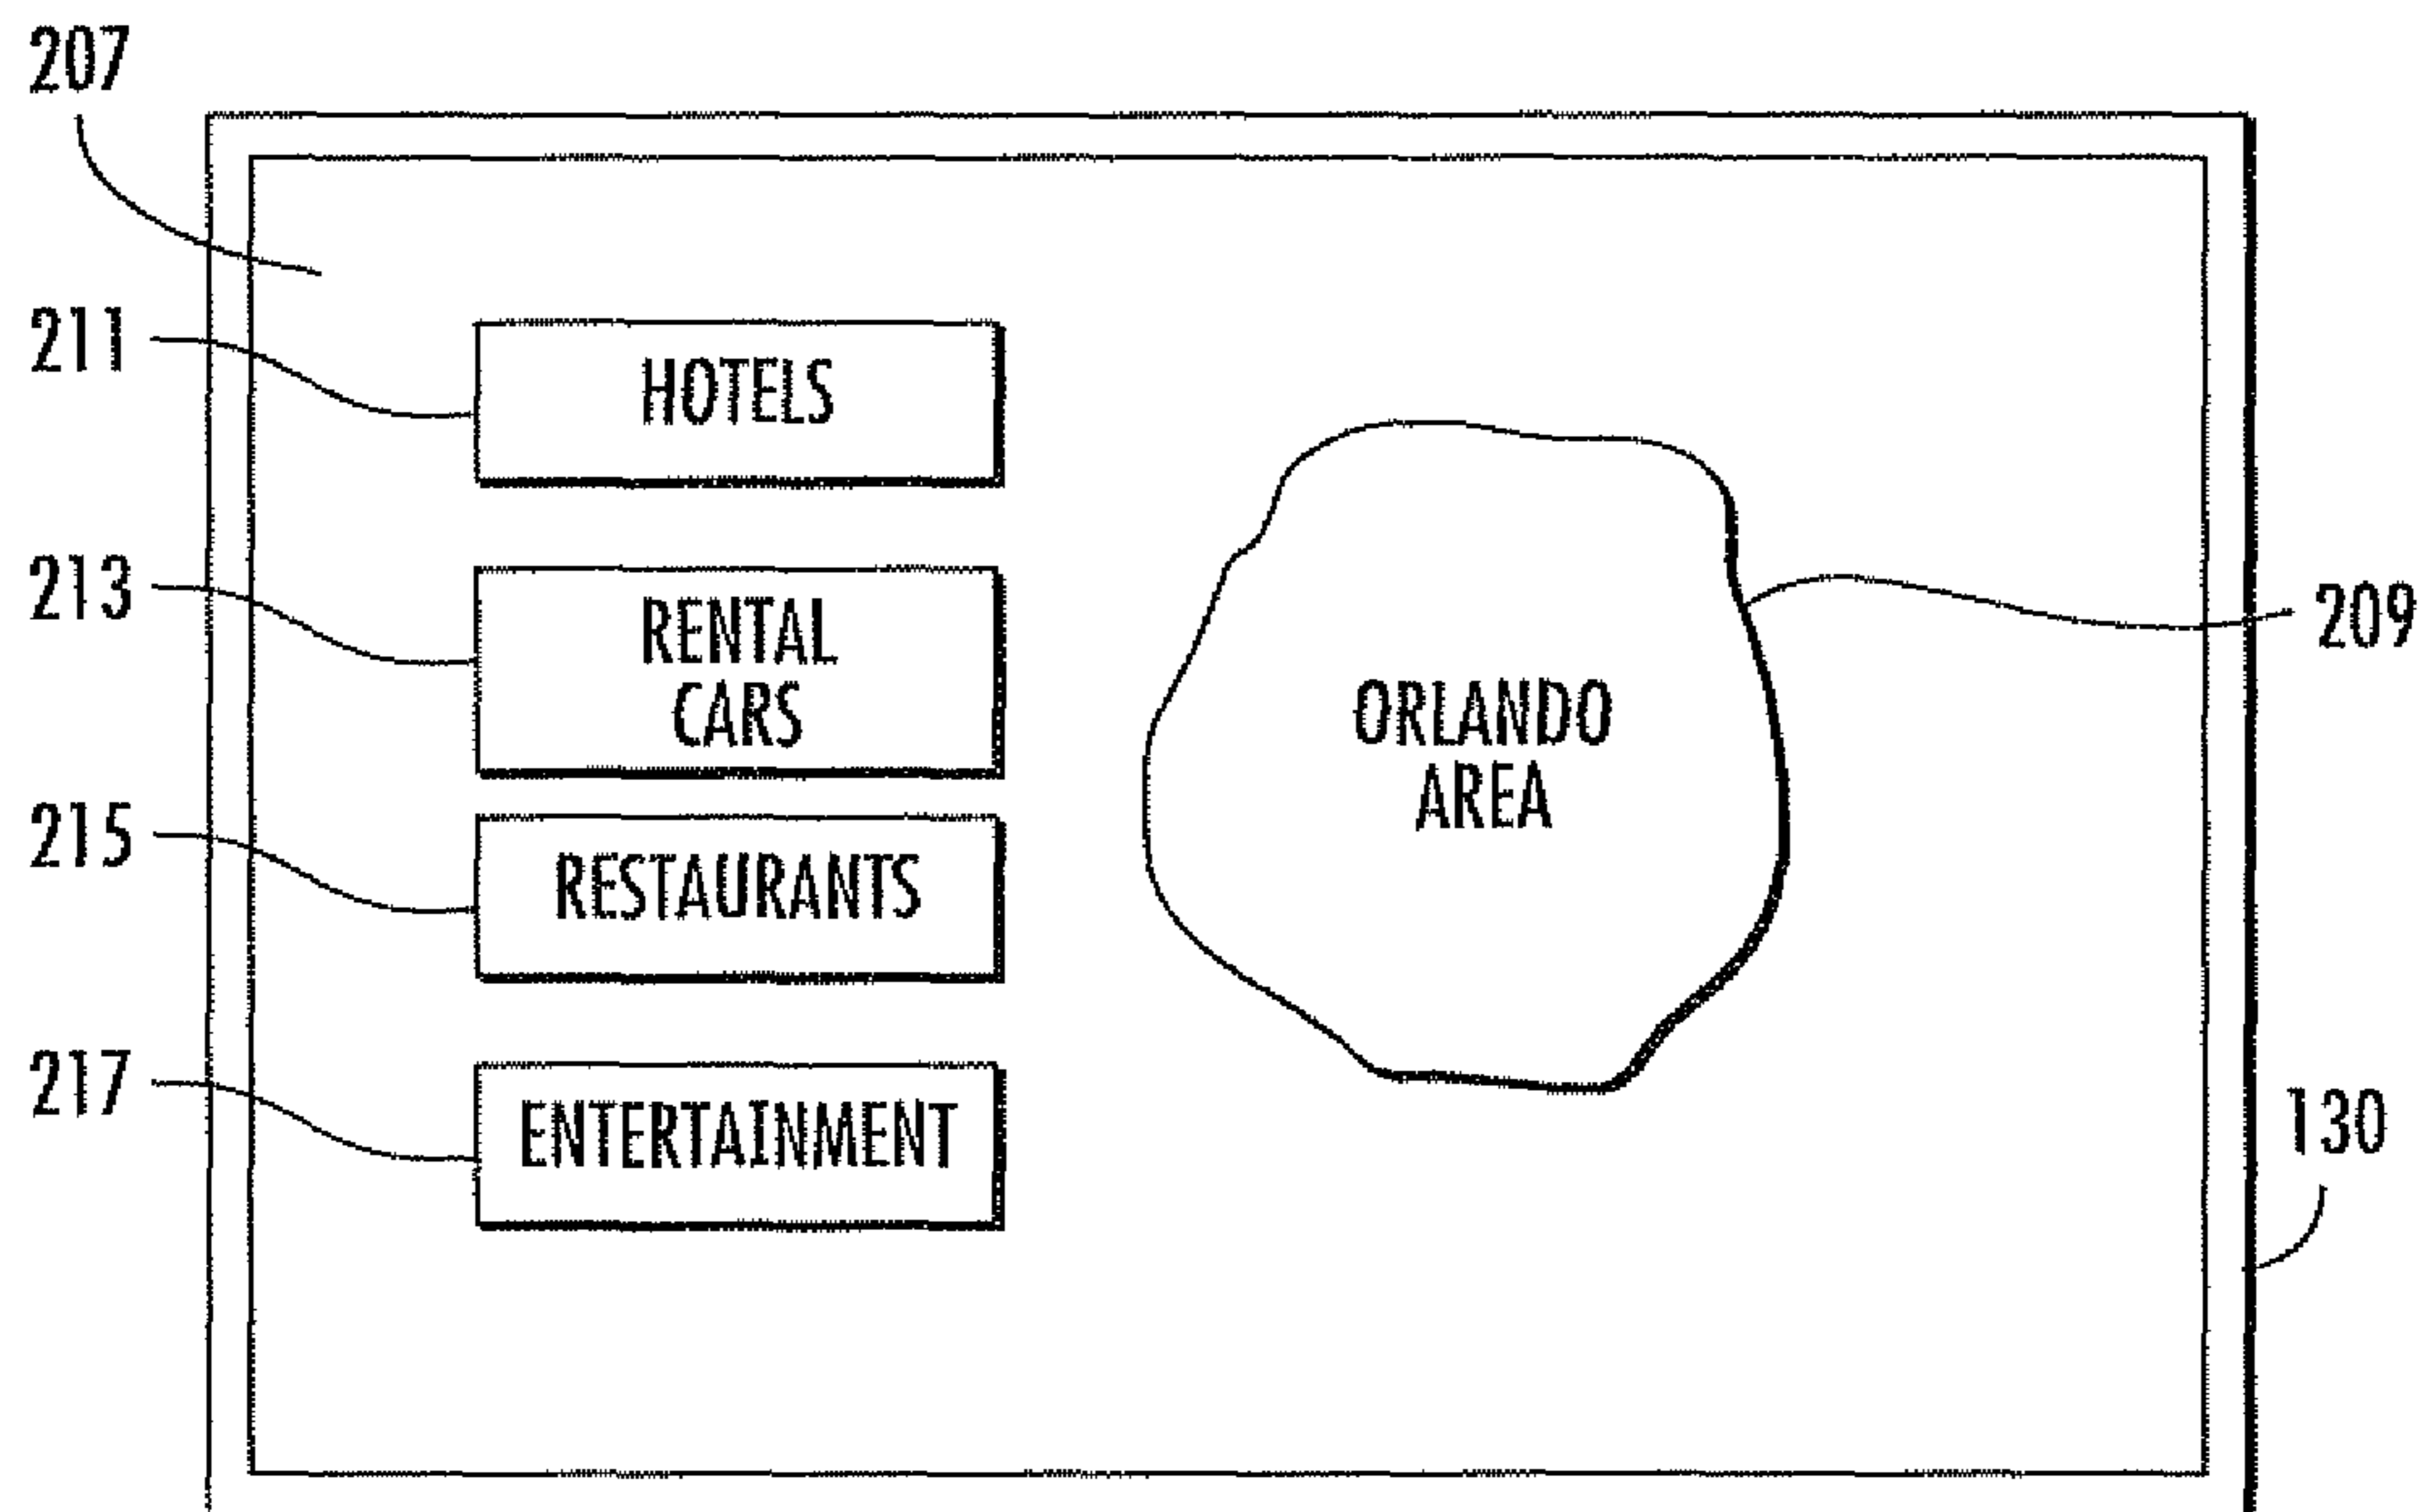 207
211
HOTELS
213
RENTAL
CARS
209
ORLANDO
AREA
215
RESTAURANTS
217
ENTERTAINMENT
130